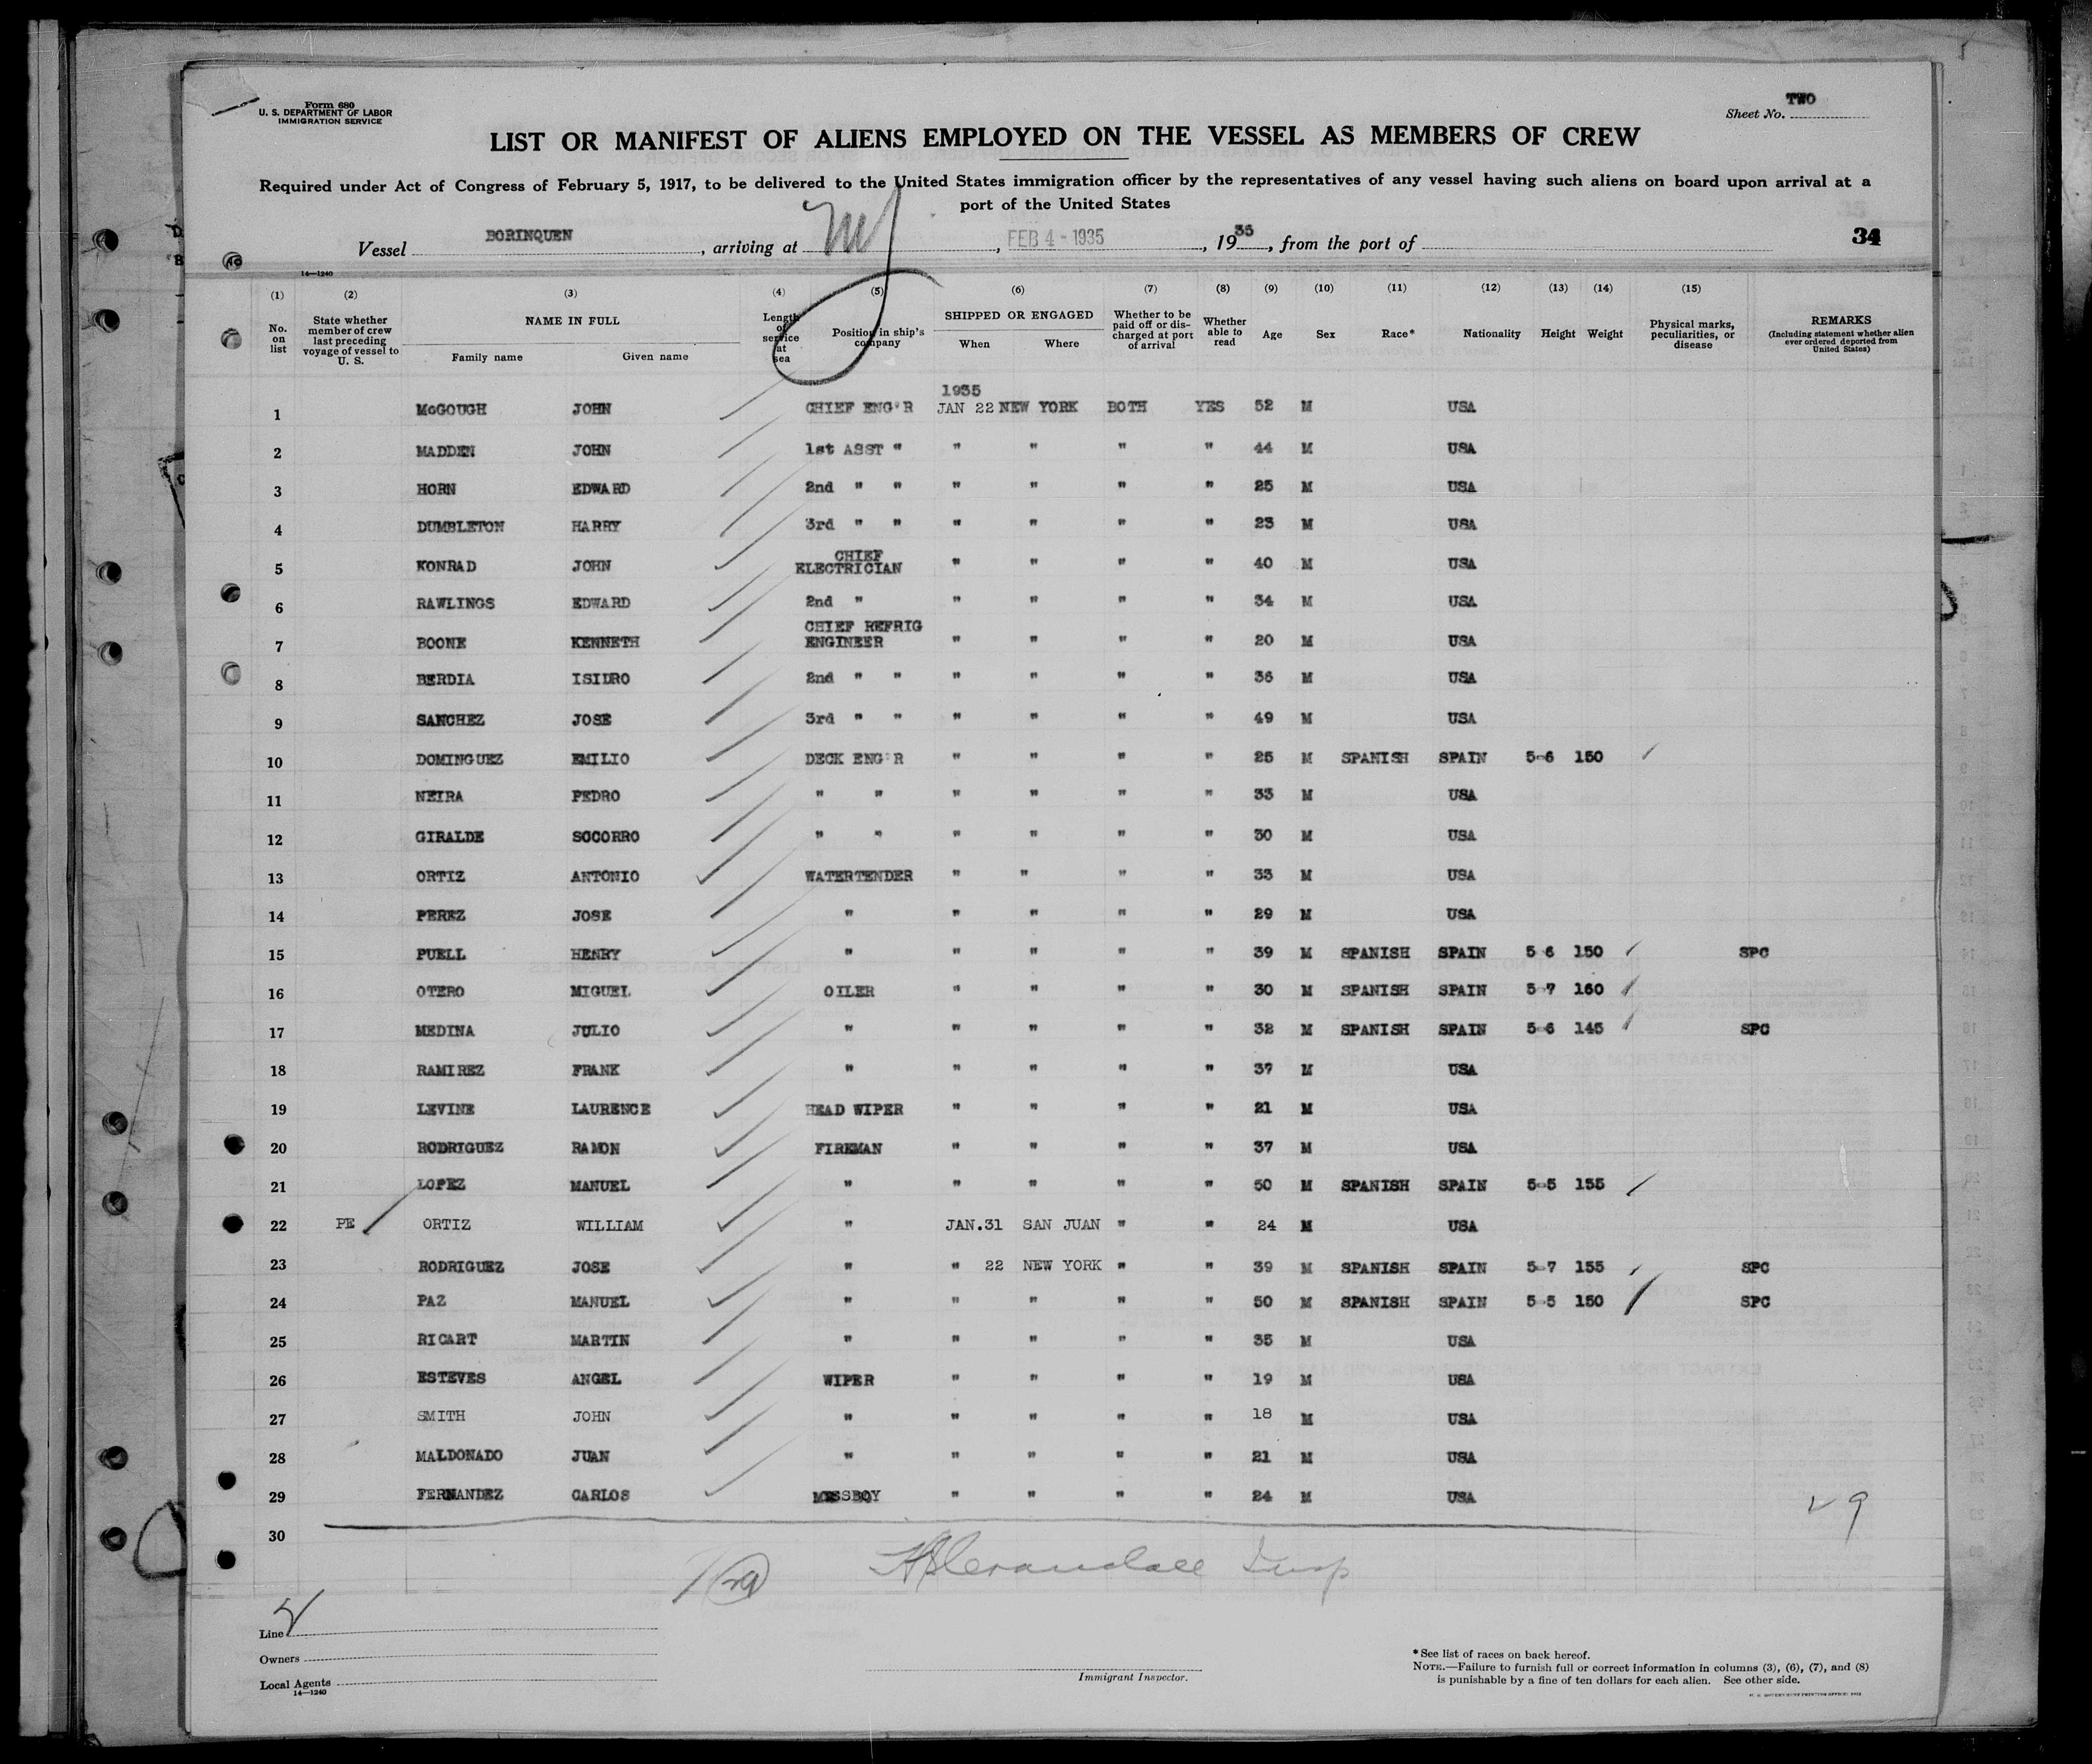 Form 680
U. S. DEPARTMENT OF LABOR
IMMIGRATION SERVICE
TWO
Sheet No.
LIST OR MANIFEST OF ALIENS EMPLOYED ON THE VESSEL AS MEMBERS OF CREW
Required under Act of Congress of February 5, 1917, to be delivered to the United States immigration officer by the representatives of any vessel having such aliens on board upon arrival at a
port of the United States
Vessel BORINQUEN, arriving at NY, FEB 4 - 1935, 1935, from the port of
34
14—1240
(1) (2) (3) (4) (5) (6) (7) (8) (9) (10) (11) (12) (13) (14) (15)
No. on list
State whether member of crew last preceding voyage of vessel to U. S.
NAME IN FULL
Family name Given name
Length of service at sea
Position in ship's company
SHIPPED OR ENGAGED
When Where
Whether to be paid off or discharged at port of arrival
Whether able to read
Age Sex Race* Nationality Height Weight
Physical marks, peculiarities, or disease
REMARKS
(Including statement whether alien ever ordered deported from United States)
1935
1 McGOUGH JOHN CHIEF ENG'R JAN 22 NEW YORK BOTH YES 52 M USA
2 MADDEN JOHN 1st ASST " " " " " 44 M USA
3 HORN EDWARD 2nd " " " " " " 25 M USA
4 DUMBLETON HARRY 3rd " " " " " " 23 M USA
5 KONRAD JOHN CHIEF ELECTRICIAN " " " " 40 M USA
6 RAWLINGS EDWARD 2nd " " " " " 34 M USA
7 BOONE KENNETH CHIEF REFRIG ENGINEER " " " " 20 M USA
8 BERDIA ISIDRO 2nd " " " " " " 36 M USA
9 SANCHEZ JOSE 3rd " " " " " " 49 M USA
10 DOMINGUEZ EMILIO DECK ENG'R " " " " 25 M SPANISH SPAIN 5-6 150
11 NEIRA PEDRO " " " " " " 33 M USA
12 GIRALDE SOCORRO " " " " " " 30 M USA
13 ORTIZ ANTONIO WATERTENDER " " " " 33 M USA
14 PEREZ JOSE " " " " " 29 M USA
15 PUELL HENRY " " " " " 39 M SPANISH SPAIN 5 6 150 SPC
16 OTERO MIGUEL OILER " " " " 30 M SPANISH SPAIN 5-7 160
17 MEDINA JULIO " " " " " 32 M SPANISH SPAIN 5-6 145 SPC
18 RAMIREZ FRANK " " " " " 37 M USA
19 LEVINE LAURENCE HEAD WIPER " " " " 21 M USA
20 RODRIGUEZ RAMON FIREMAN " " " " 37 M USA
21 LOPEZ MANUEL " " " " " 50 M SPANISH SPAIN 5-5 155
22 PE ORTIZ WILLIAM " JAN.31 SAN JUAN " " 24 M USA
23 RODRIGUEZ JOSE " " 22 NEW YORK " " 39 M SPANISH SPAIN 5-7 155 SPC
24 PAZ MANUEL " " " " " 50 M SPANISH SPAIN 5-5 150 SPC
25 RICART MARTIN " " " " " 35 M USA
26 ESTEVES ANGEL WIPER " " " " 19 M USA
27 SMITH JOHN " " " " " 18 M USA
28 MALDONADO JUAN " " " " " 21 M USA
29 FERNANDEZ CARLOS MESSBOY " " " " 24 M USA
30
Line
Owners
Local Agents
14—1240
Immigrant Inspector.
* See list of races on back hereof.
NOTE.—Failure to furnish full or correct information in columns (3), (6), (7), and (8)
is punishable by a fine of ten dollars for each alien. See other side.